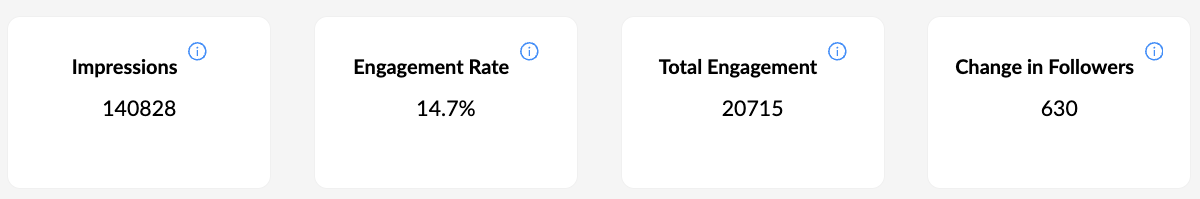 Impressions
140828
Engagement Rate
14.7%
Total Engagement
20715
Change in Followers
630